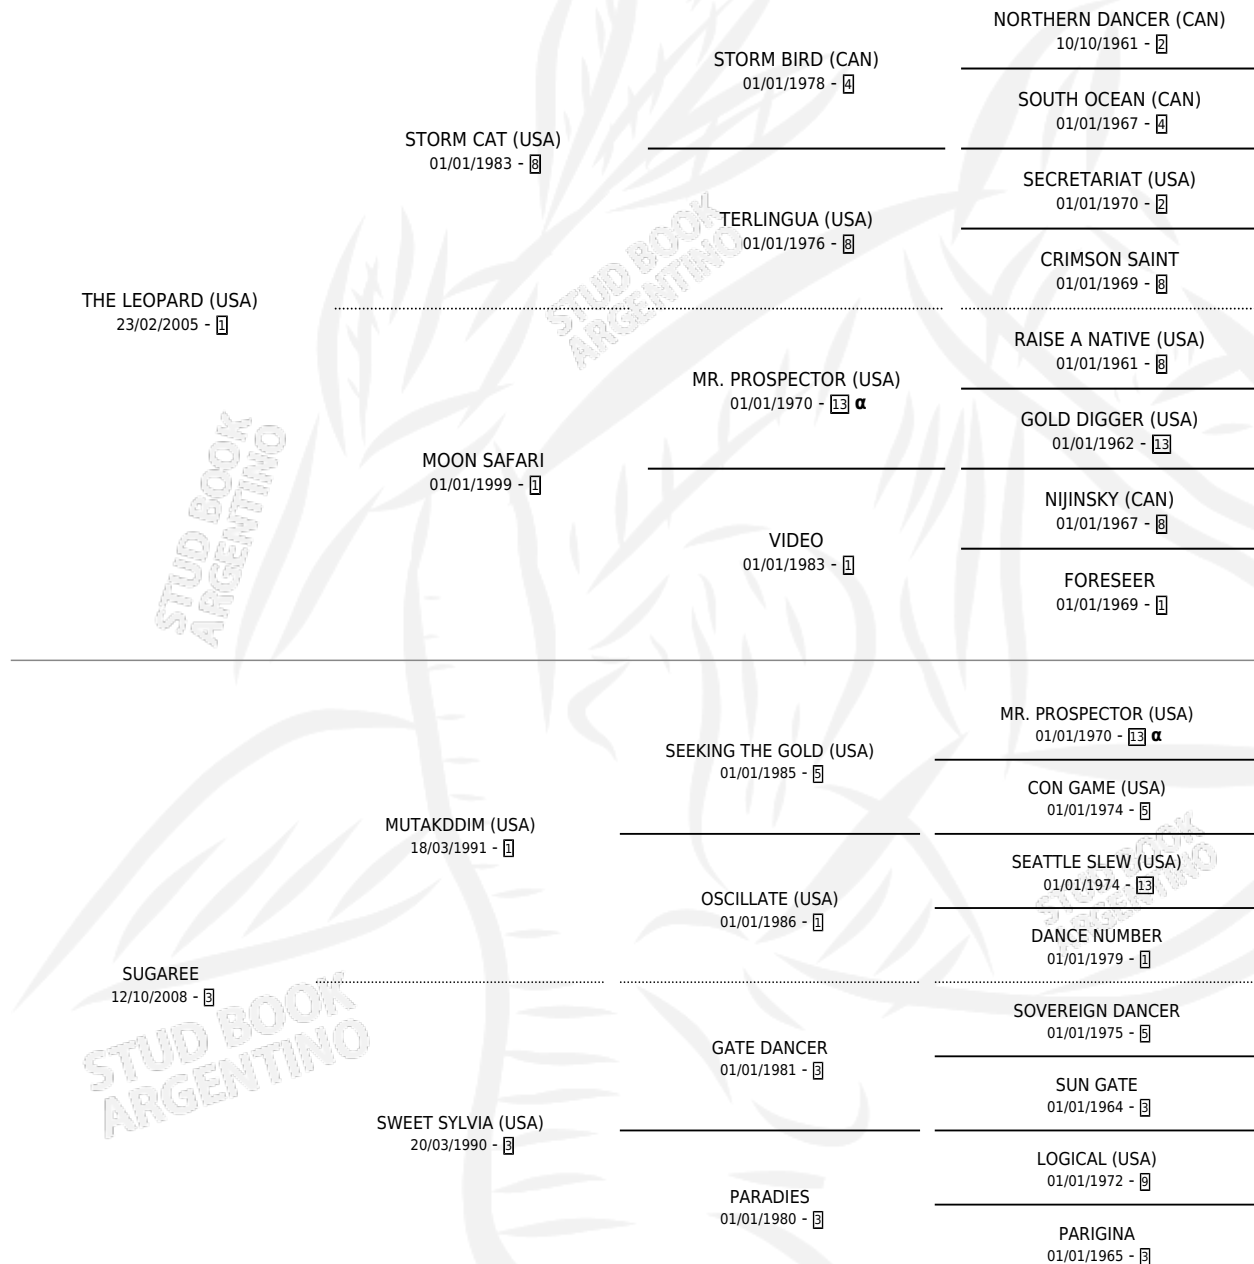 NORTHERN DANCER (CAN)
10/10/1961 - 2
STORM BIRD (CAN)
01/01/1978 - 4
SOUTH OCEAN (CAN)
01/01/1967 - 4
STORM CAT (USA)
01/01/1983 - 8
SECRETARIAT (USA)
01/01/1970 - 2
TERLINGUA (USA)
01/01/1976 - 8
CRIMSON SAINT
01/01/1969 - 8
THE LEOPARD (USA)
23/02/2005 - 1
RAISE A NATIVE (USA)
01/01/1961 - 8
MR. PROSPECTOR (USA)
01/01/1970 - 13 α
GOLD DIGGER (USA)
01/01/1962 - 13
MOON SAFARI
01/01/1999 - 1
NIJINSKY (CAN)
01/01/1967 - 8
VIDEO
01/01/1983 - 1
FORESEER
01/01/1969 - 1
MR. PROSPECTOR (USA)
01/01/1970 - 13 α
SEEKING THE GOLD (USA)
01/01/1985 - 5
CON GAME (USA)
01/01/1974 - 5
MUTAKDDIM (USA)
18/03/1991 - 1
SEATTLE SLEW (USA)
01/01/1974 - 13
OSCILLATE (USA)
01/01/1986 - 1
DANCE NUMBER
01/01/1979 - 1
SUGAREE
12/10/2008 - 3
SOVEREIGN DANCER
01/01/1975 - 5
GATE DANCER
01/01/1981 - 3
SUN GATE
01/01/1964 - 3
SWEET SYLVIA (USA)
20/03/1990 - 3
LOGICAL (USA)
01/01/1972 - 9
PARADIES
01/01/1980 - 3
PARIGINA
01/01/1965 - 3
STUD BOOK
ARGENTINO
STUD BOOK
ARGENTINO
STUD BOOK
ARGENTINO
STUD BOOK
ARGENTINO